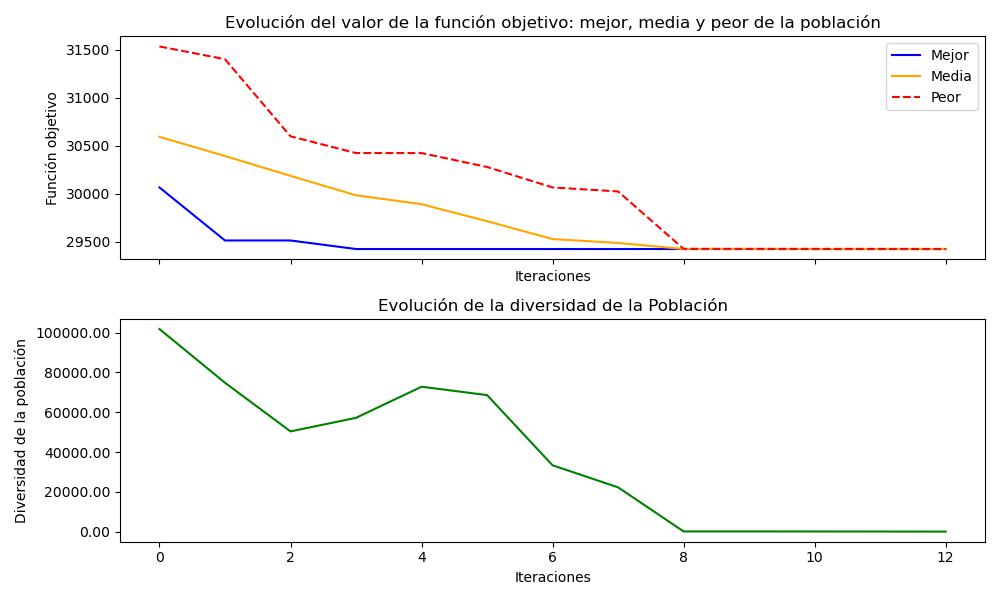 Evolución del valor de la función objetivo: mejor, media y peor de la población
Función objetivo
31500
31000
30500
30000
29500
Mejor
Media
Peor
Iteraciones
Evolución de la diversidad de la Población
Diversidad de la población
100000.00
80000.00
60000.00
40000.00
20000.00
0.00
0 2 4 6 8 10 12
Iteraciones